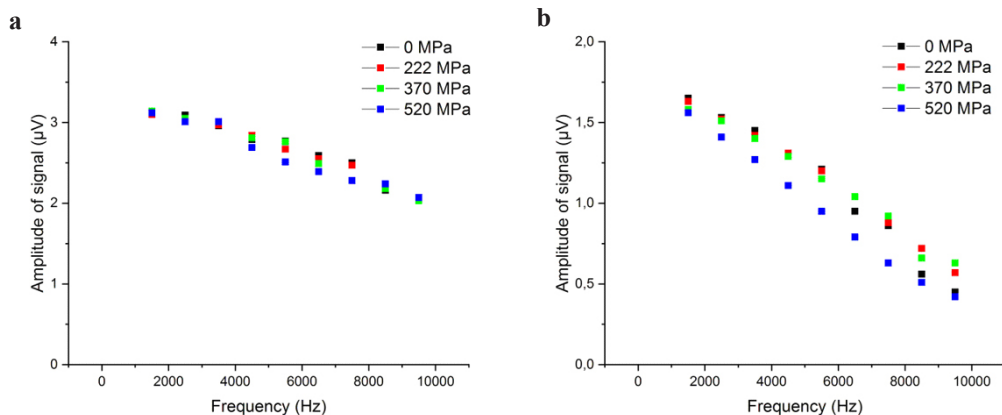 a
4
3
2
1
0
0 MPa
222 MPa
370 MPa
520 MPa
0 2000 4000 6000 8000 10000
Amplitude of signal (µV)
Frequency (Hz)
b
2,0
1,5
1,0
0,5
0,0
0 MPa
222 MPa
370 MPa
520 MPa
0 2000 4000 6000 8000 10000
Amplitude of signal (µV)
Frequency (Hz)